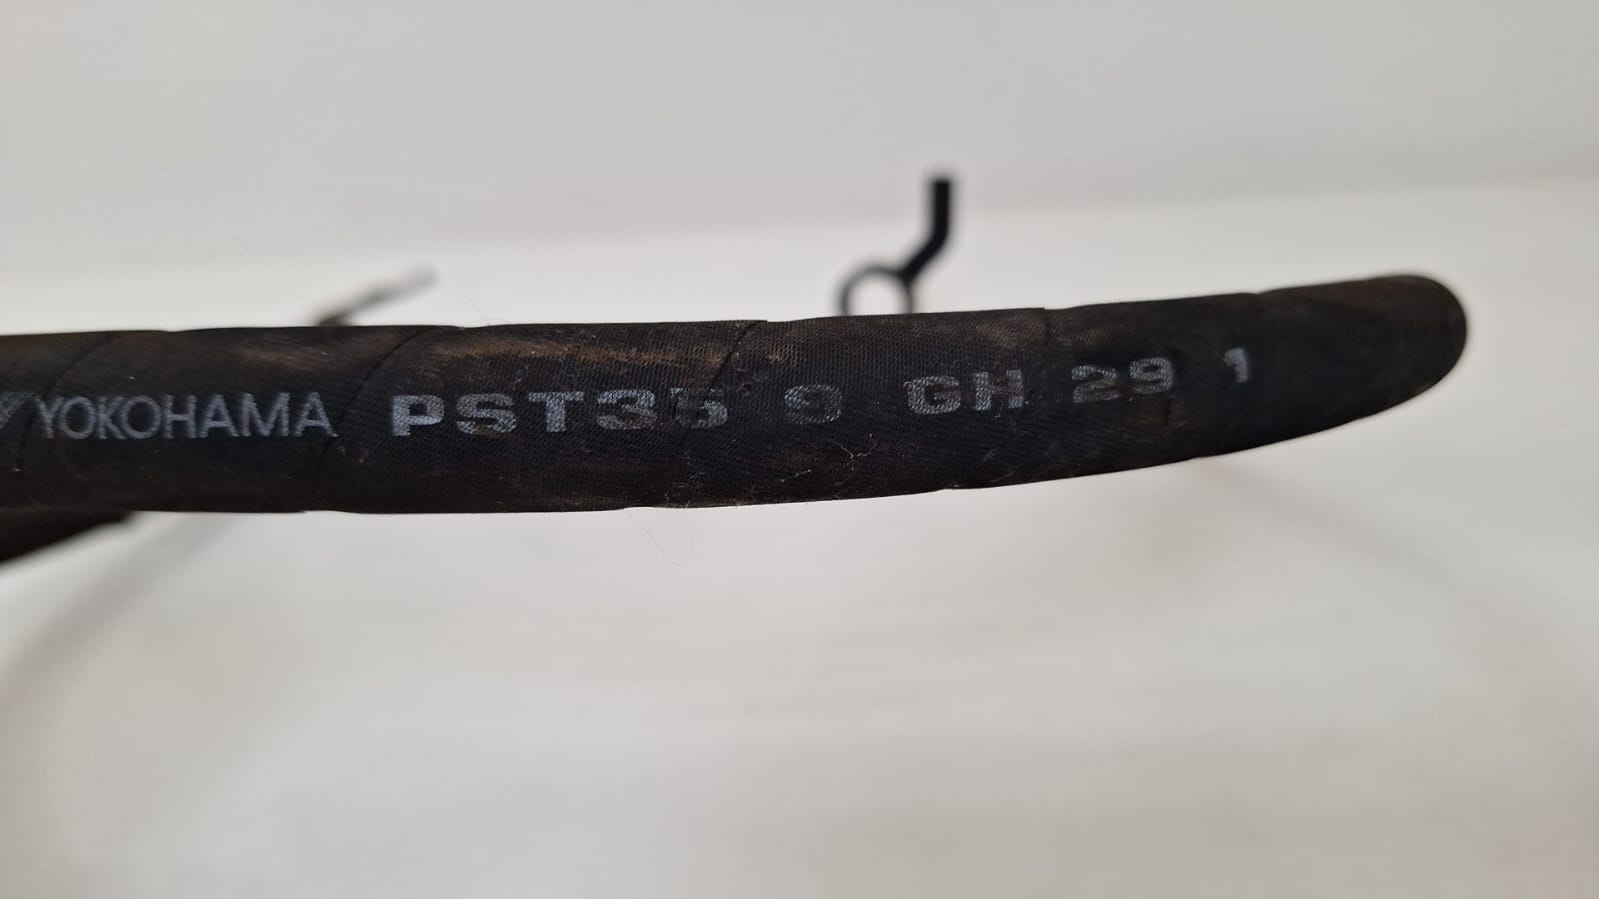 YOKOHAMA PST35 9 GH 29 1